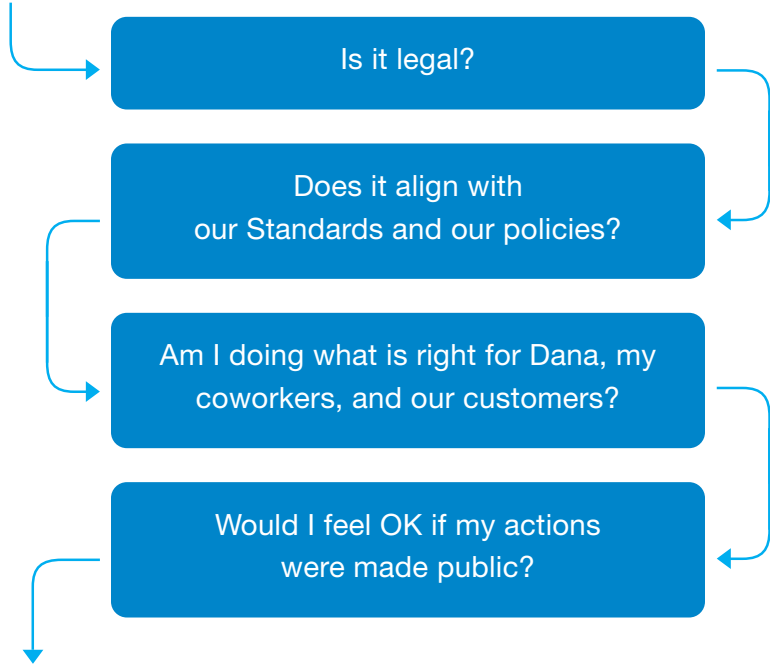 Is it legal?
Does it align with
our Standards and our policies?
Am I doing what is right for Dana, my
coworkers, and our customers?
Would I feel OK if my actions
were made public?